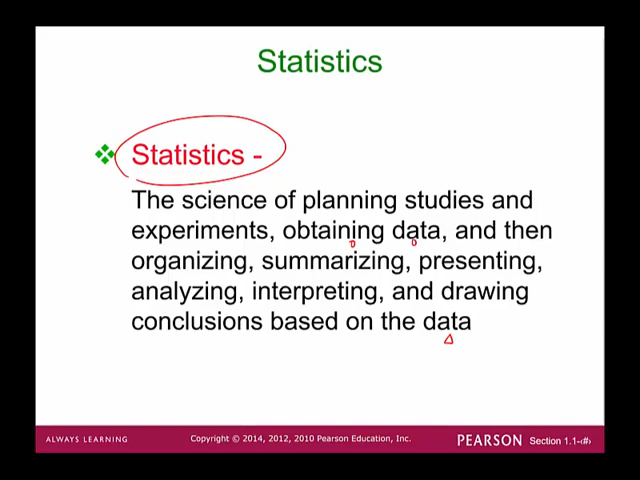 Statistics
Statistics -
The science of planning studies and
experiments, obtaining data, and then
organizing, summarizing, presenting,
analyzing, interpreting, and drawing
conclusions based on the data
ALWAYS LEARNING
Copyright © 2014, 2012, 2010 Pearson Education, Inc.
PEARSON
Section 1.1-‹#›